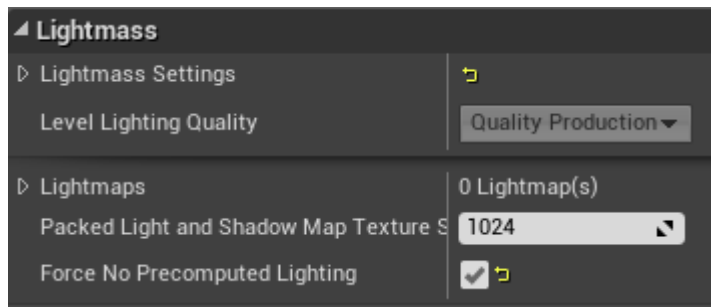 Lightmass
Lightmass Settings
Level Lighting Quality Quality Production
Lightmaps 0 Lightmap(s)
Packed Light and Shadow Map Texture S 1024
Force No Precomputed Lighting